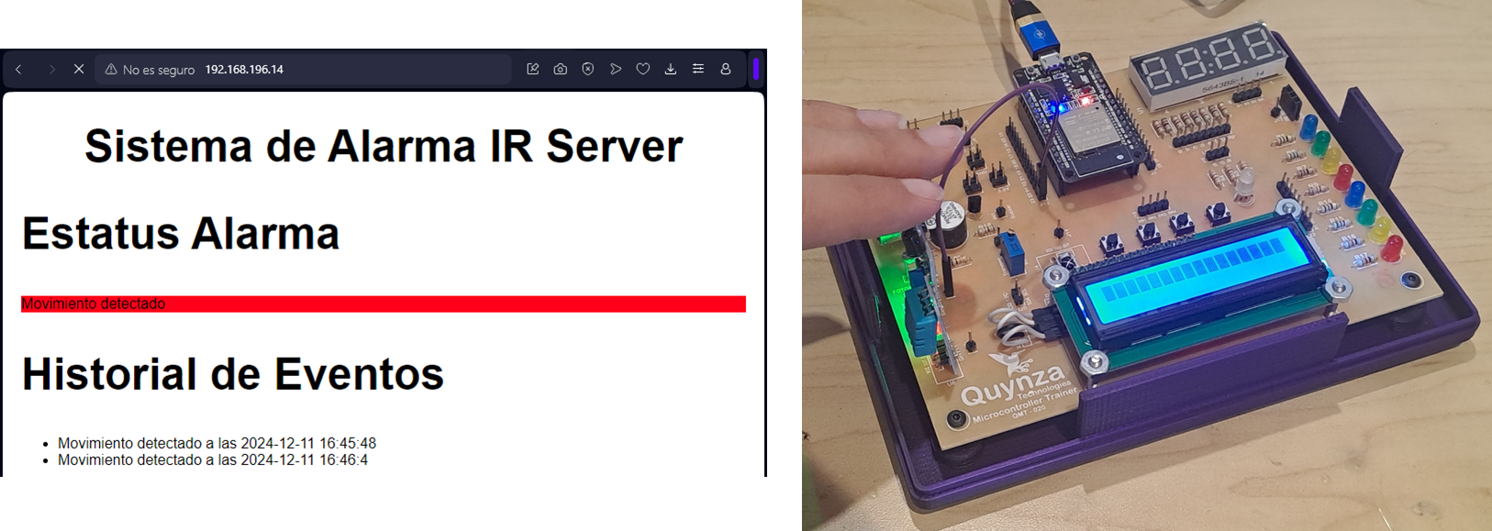 No es seguro 192.168.196.14
Sistema de Alarma IR Server
Estatus Alarma
Movimiento detectado
Historial de Eventos
Movimiento detectado a las 2024-12-11 16:45:48
Movimiento detectado a las 2024-12-11 16:46:4
Quynza
Technologies
Microcontroller Trainer
QMT - 020